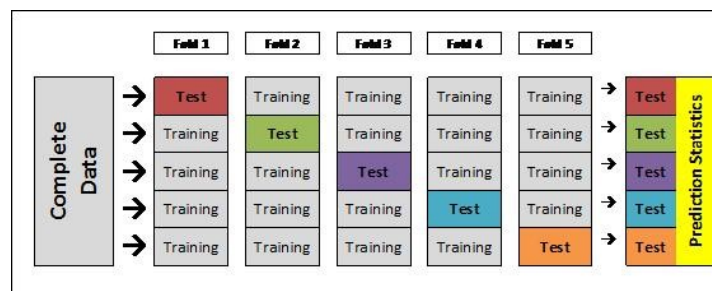 Fold 1 Fold 2 Fold 3 Fold 4 Fold 5
Complete Data
Test Training Training Training Training Test
Training Test Training Training Training Test
Training Training Test Training Training Test
Training Training Training Test Training Test
Training Training Training Training Test Test
Prediction Statistics